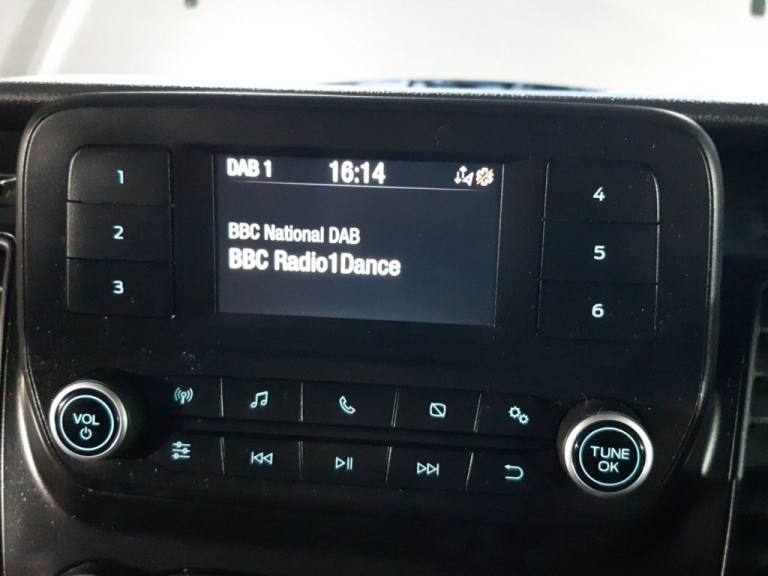 DAB 1 16:14
BBC National DAB
BBC Radio1Dance
1
2
3
4
5
6
VOL
TUNE
OK